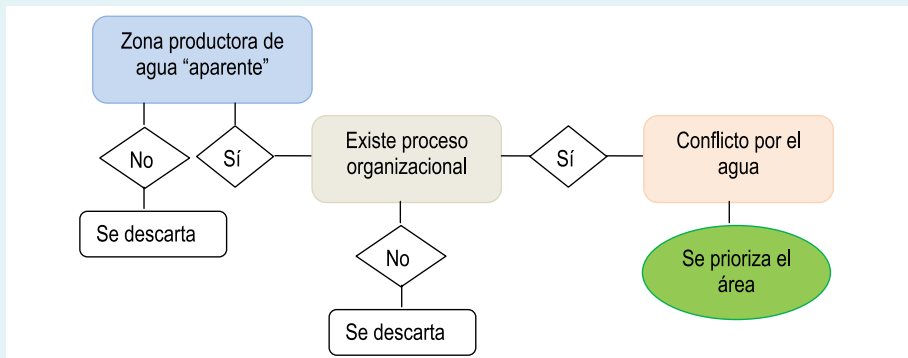 Zona productora de
agua “aparente”
No
Sí
Se descarta
Existe proceso
organizacional
No
Se descarta
Sí
Conflicto por el
agua
Se prioriza el
área